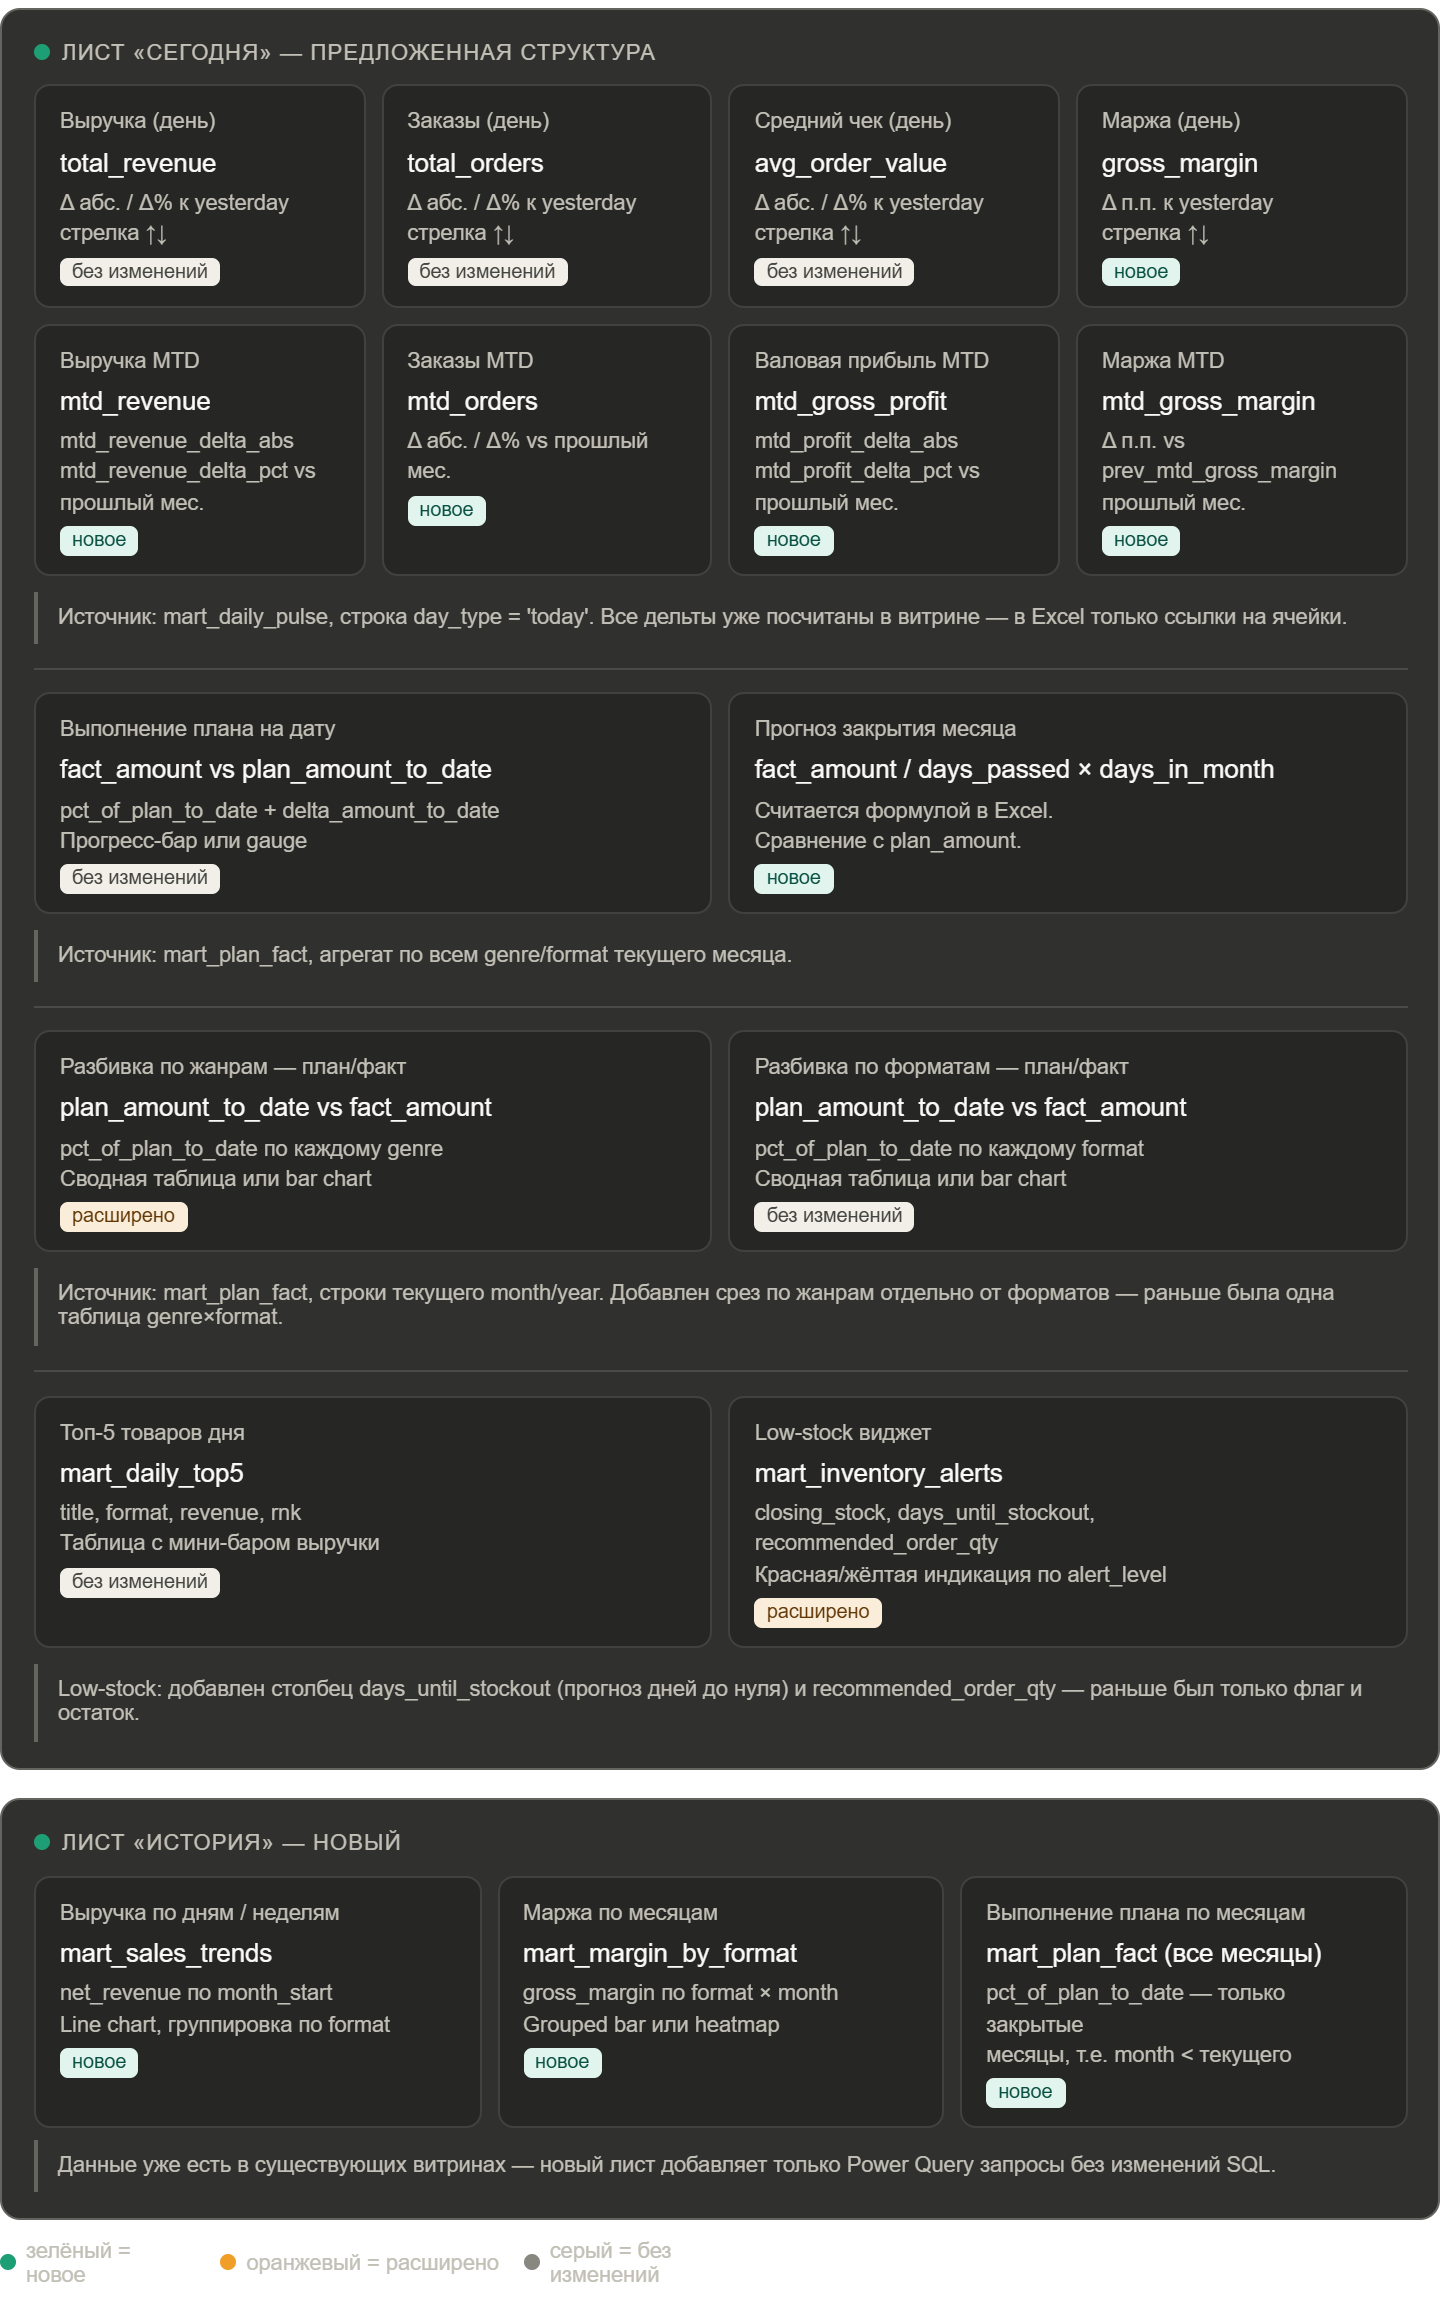 ЛИСТ «СЕГОДНЯ» — ПРЕДЛОЖЕННАЯ СТРУКТУРА
Выручка (день)
total_revenue
Δ абс. / Δ% к yesterday
стрелка ↑↓
без изменений
Заказы (день)
total_orders
Δ абс. / Δ% к yesterday
стрелка ↑↓
без изменений
Средний чек (день)
avg_order_value
Δ абс. / Δ% к yesterday
стрелка ↑↓
без изменений
Маржа (день)
gross_margin
Δ п.п. к yesterday
стрелка ↑↓
новое
Выручка MTD
mtd_revenue
mtd_revenue_delta_abs
mtd_revenue_delta_pct vs
прошлый мес.
новое
Заказы MTD
mtd_orders
Δ абс. / Δ% vs прошлый
мес.
новое
Валовая прибыль MTD
mtd_gross_profit
mtd_profit_delta_abs
mtd_profit_delta_pct vs
прошлый мес.
новое
Маржа MTD
mtd_gross_margin
Δ п.п. vs
prev_mtd_gross_margin
прошлый мес.
новое
Источник: mart_daily_pulse, строка day_type = 'today'. Все дельты уже посчитаны в витрине — в Excel только ссылки на ячейки.
Выполнение плана на дату
fact_amount vs plan_amount_to_date
pct_of_plan_to_date + delta_amount_to_date
Прогресс-бар или gauge
без изменений
Прогноз закрытия месяца
fact_amount / days_passed × days_in_month
Считается формулой в Excel.
Сравнение с plan_amount.
новое
Источник: mart_plan_fact, агрегат по всем genre/format текущего месяца.
Разбивка по жанрам — план/факт
plan_amount_to_date vs fact_amount
pct_of_plan_to_date по каждому genre
Сводная таблица или bar chart
расширено
Разбивка по форматам — план/факт
plan_amount_to_date vs fact_amount
pct_of_plan_to_date по каждому format
Сводная таблица или bar chart
без изменений
Источник: mart_plan_fact, строки текущего month/year. Добавлен срез по жанрам отдельно от форматов — раньше была одна
таблица genre×format.
Топ-5 товаров дня
mart_daily_top5
title, format, revenue, rnk
Таблица с мини-баром выручки
без изменений
Low-stock виджет
mart_inventory_alerts
closing_stock, days_until_stockout,
recommended_order_qty
Красная/жёлтая индикация по alert_level
расширено
Low-stock: добавлен столбец days_until_stockout (прогноз дней до нуля) и recommended_order_qty — раньше был только флаг и
остаток.
ЛИСТ «ИСТОРИЯ» — НОВЫЙ
Выручка по дням / неделям
mart_sales_trends
net_revenue по month_start
Line chart, группировка по format
новое
Маржа по месяцам
mart_margin_by_format
gross_margin по format × month
Grouped bar или heatmap
новое
Выполнение плана по месяцам
mart_plan_fact (все месяцы)
pct_of_plan_to_date — только
закрытые
месяцы, т.е. month < текущего
новое
Данные уже есть в существующих витринах — новый лист добавляет только Power Query запросы без изменений SQL.
зелёный =
новое
оранжевый = расширено
серый = без
изменений